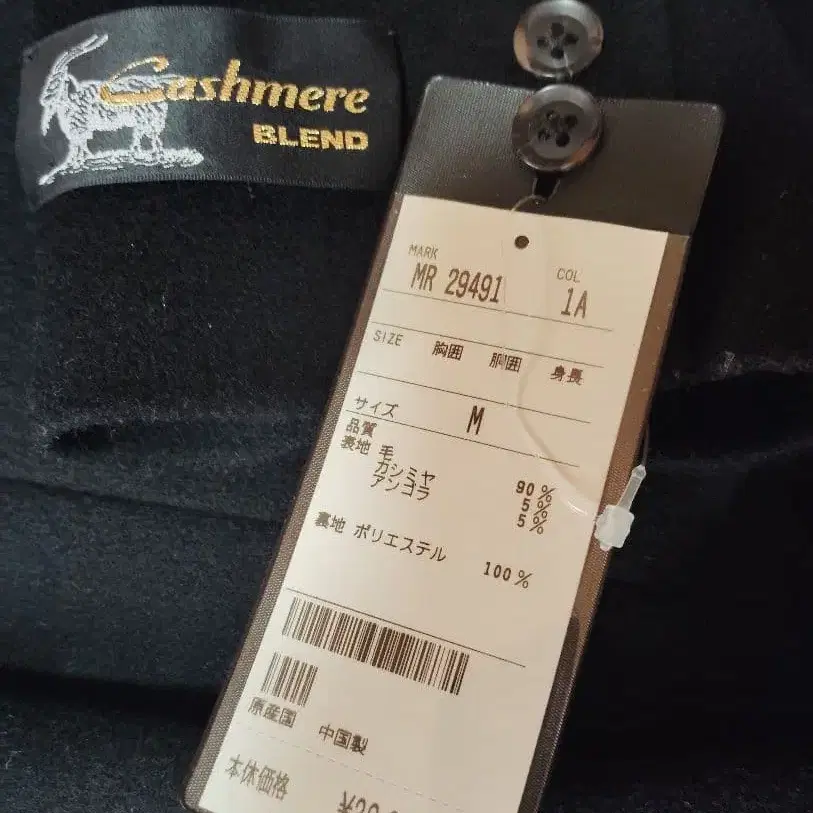 Cashmere
BLEND
MARK
MR 29491
COL
1A
SIZE 胸囲 胴囲 身長
サイズ M
品質
裏地 毛 90%
カシミヤ 5%
アンゴラ 5%
裏地 ポリエステル 100%
原産国 中国製
本体価格